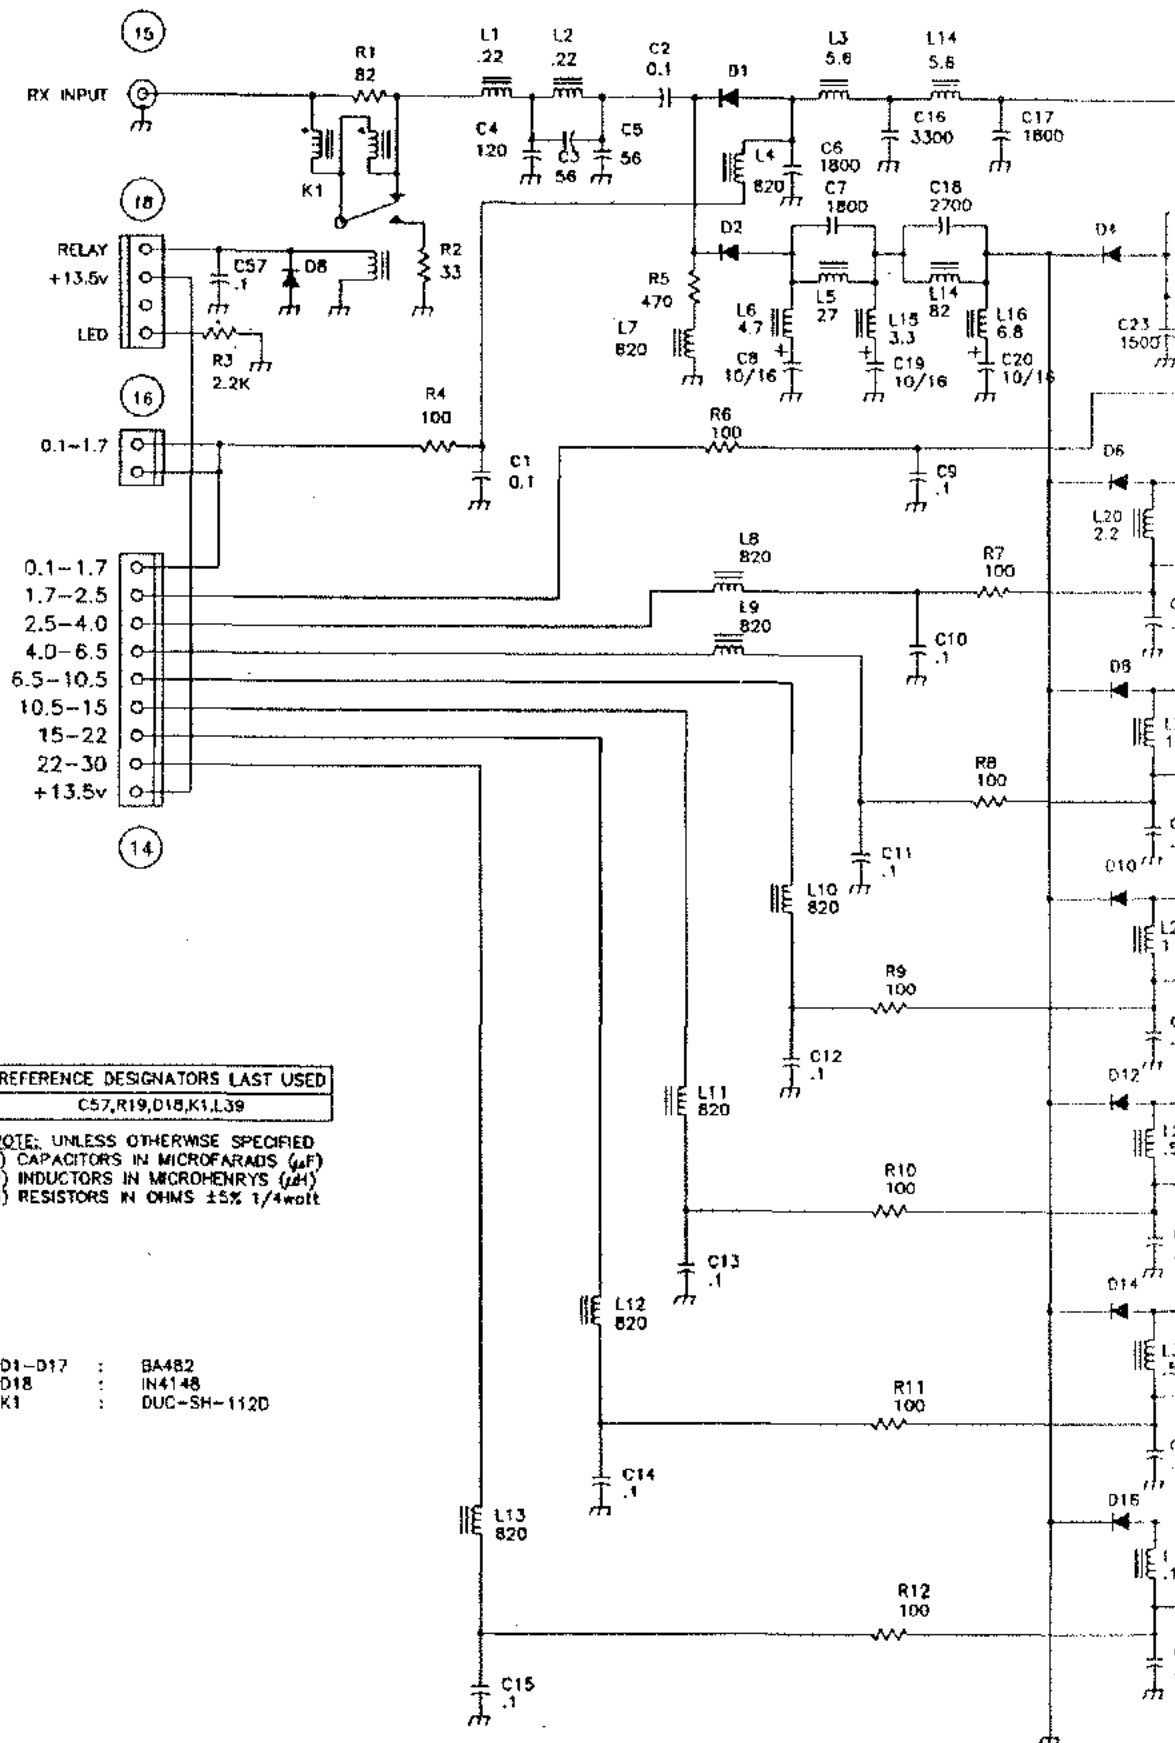 15
RX INPUT
R1
82
L1
.22
L2
.22
C2
0.1
D1
L3
5.6
L14
5.6
C4
120
C3
56
C5
56
C16
3300
C17
1800
K1
L4
820
C6
1800
C7
1800
C18
2700
18
RELAY
+13.5v
LED
C57
.1
D8
R2
33
R3
2.2K
D2
D4
R5
470
L7
820
L6
4.7
L5
27
L14
82
L15
3.3
L16
6.8
C8
10/16
+
C19
10/16
+
C20
10/16
+
C23
1500
16
0.1-1.7
R4
100
C1
0.1
R6
100
C9
.1
D6
L20
2.2
0.1-1.7
1.7-2.5
2.5-4.0
4.0-6.5
6.5-10.5
10.5-15
15-22
22-30
+13.5v
14
L8
820
L9
820
R7
100
C10
.1
D8
R8
100
C11
.1
D10
L10
820
R9
100
C12
.1
D12
L11
820
R10
100
C13
.1
D14
L12
820
R11
100
C14
.1
D16
L13
820
R12
100
C15
.1
REFERENCE DESIGNATORS LAST USED
C57,R19,D18,K1,L39
NOTE: UNLESS OTHERWISE SPECIFIED
) CAPACITORS IN MICROFARADS (µF)
) INDUCTORS IN MICROHENRYS (µH)
) RESISTORS IN OHMS ±5% 1/4watt
D1-D17 : BA482
D18 : IN4148
K1 : DUC-SH-112D